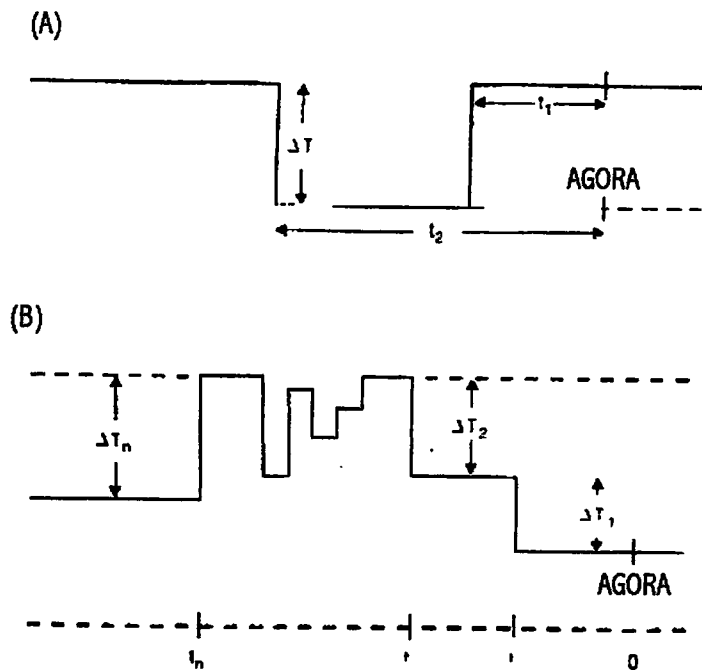 (A)
ΔT
t₁
AGORA
t₂
(B)
ΔTₙ
ΔT₂
ΔT₁
AGORA
tₙ
0